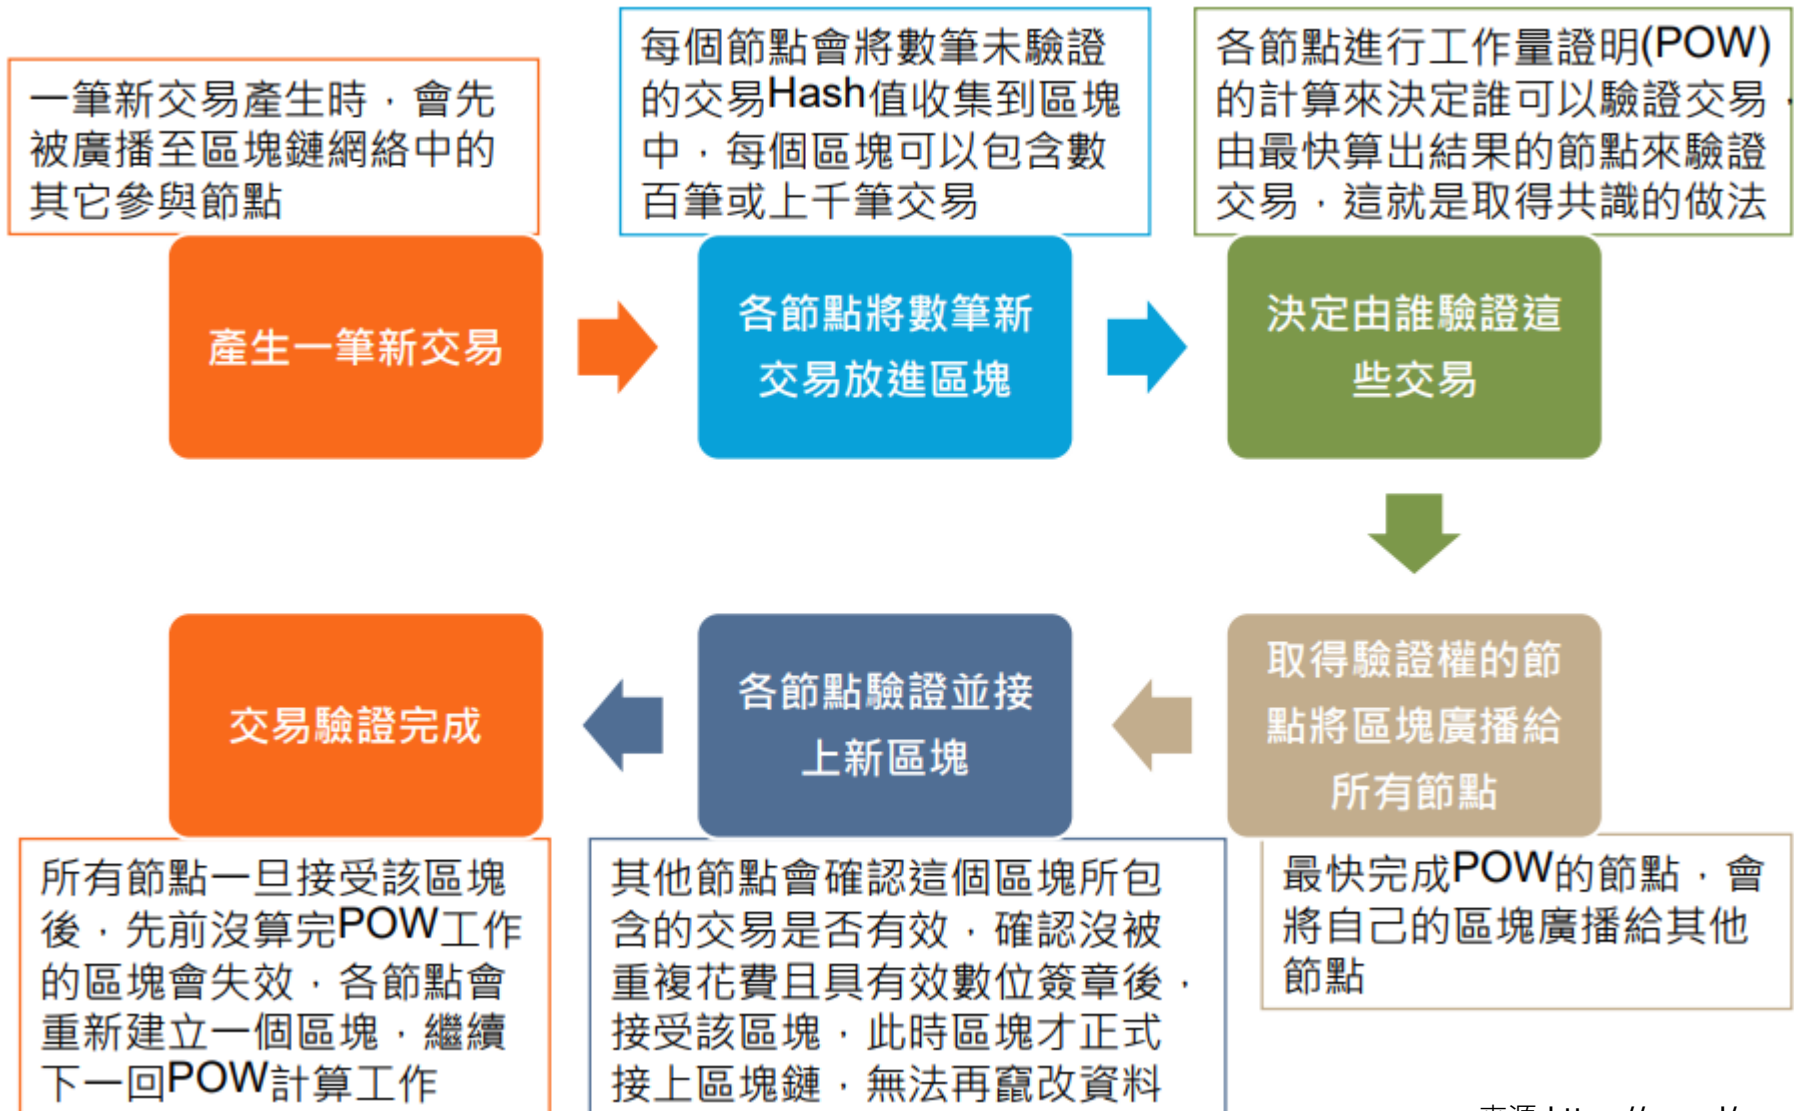 一筆新交易產生時，會先
被廣播至區塊鏈網絡中的
其它參與節點
產生一筆新交易
每個節點會將數筆未驗證
的交易Hash值收集到區塊
中，每個區塊可以包含數
百筆或上千筆交易
各節點將數筆新
交易放進區塊
各節點進行工作量證明(POW)
的計算來決定誰可以驗證交易，
由最快算出結果的節點來驗證
交易，這就是取得共識的做法
決定由誰驗證這
些交易
取得驗證權的節
點將區塊廣播給
所有節點
最快完成POW的節點，會
將自己的區塊廣播給其他
節點
各節點驗證並接
上新區塊
其他節點會確認這個區塊所包
含的交易是否有效，確認沒被
重複花費且具有效數位簽章後，
接受該區塊，此時區塊才正式
接上區塊鏈，無法再竄改資料
交易驗證完成
所有節點一旦接受該區塊
後，先前沒算完POW工作
的區塊會失效，各節點會
重新建立一個區塊，繼續
下一回POW計算工作